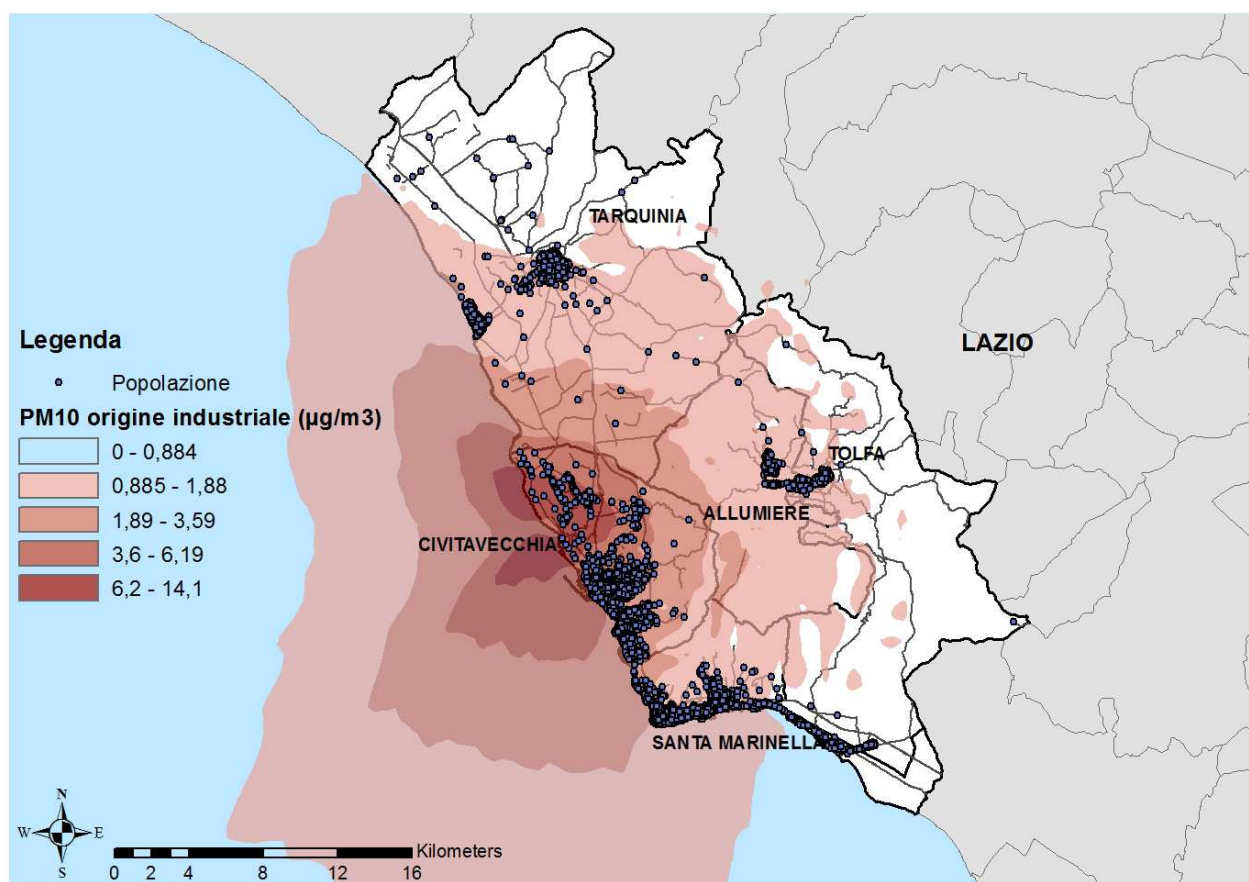 TARQUINIA
LAZIO
TOLFA
ALLUMIERE
CIVITAVECCHIA
SANTA MARINELLA
Legenda
Popolazione
PM10 origine industriale (µg/m3)
0 - 0,884
0,885 - 1,88
1,89 - 3,59
3,6 - 6,19
6,2 - 14,1
N
W E
S
Kilometers
0 2 4 8 12 16